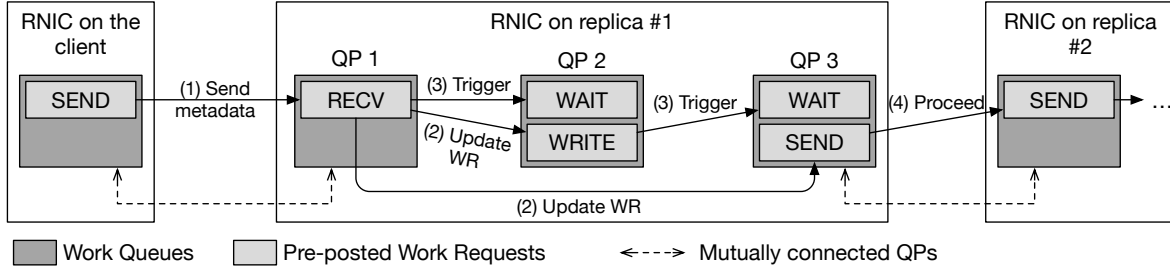 RNIC on the
client
RNIC on replica #1
RNIC on replica
#2
QP 1
QP 2
QP 3
SEND
(1) Send
metadata
RECV
(3) Trigger
WAIT
(3) Trigger
WAIT
(4) Proceed
SEND
...
(2) Update
WR
WRITE
SEND
(2) Update WR
Work Queues
Pre-posted Work Requests
Mutually connected QPs